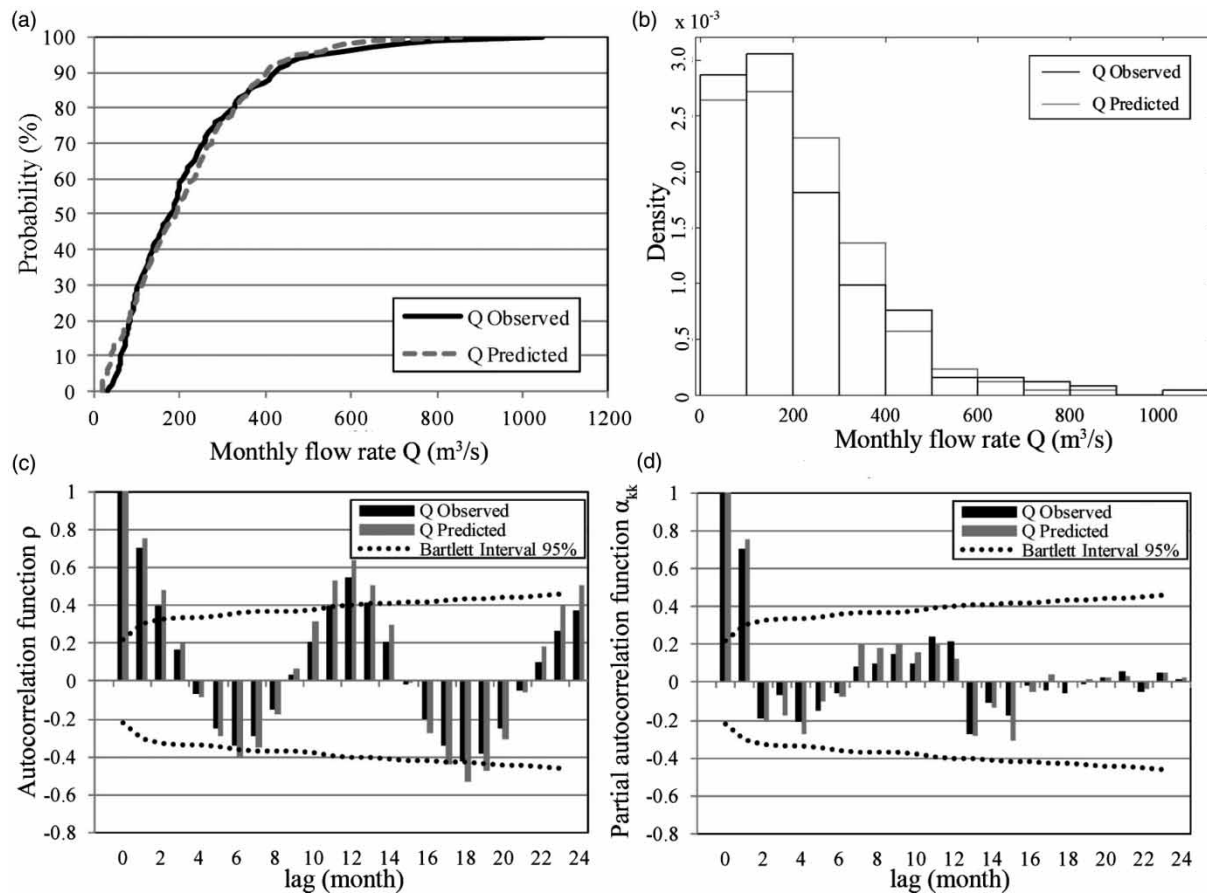 (a)
100
90
80
70
60
50
40
30
20
10
0
Probability (%)
Q Observed
Q Predicted
0 200 400 600 800 1000 1200
Monthly flow rate Q (m³/s)
(b)
x 10⁻³
3.0
2.5
2.0
1.5
1.0
0.5
0
Density
Q Observed
Q Predicted
0 200 400 600 800 1000
Monthly flow rate Q (m³/s)
(c)
1
0.8
0.6
0.4
0.2
0
-0.2
-0.4
-0.6
-0.8
Autocorrelation function ρ
Q Observed
Q Predicted
Bartlett Interval 95%
0 2 4 6 8 10 12 14 16 18 20 22 24
lag (month)
(d)
1
0.8
0.6
0.4
0.2
0
-0.2
-0.4
-0.6
-0.8
Partial autocorrelation function αkk
Q Observed
Q Predicted
Bartlett Interval 95%
0 2 4 6 8 10 12 14 16 18 20 22 24
lag (month)